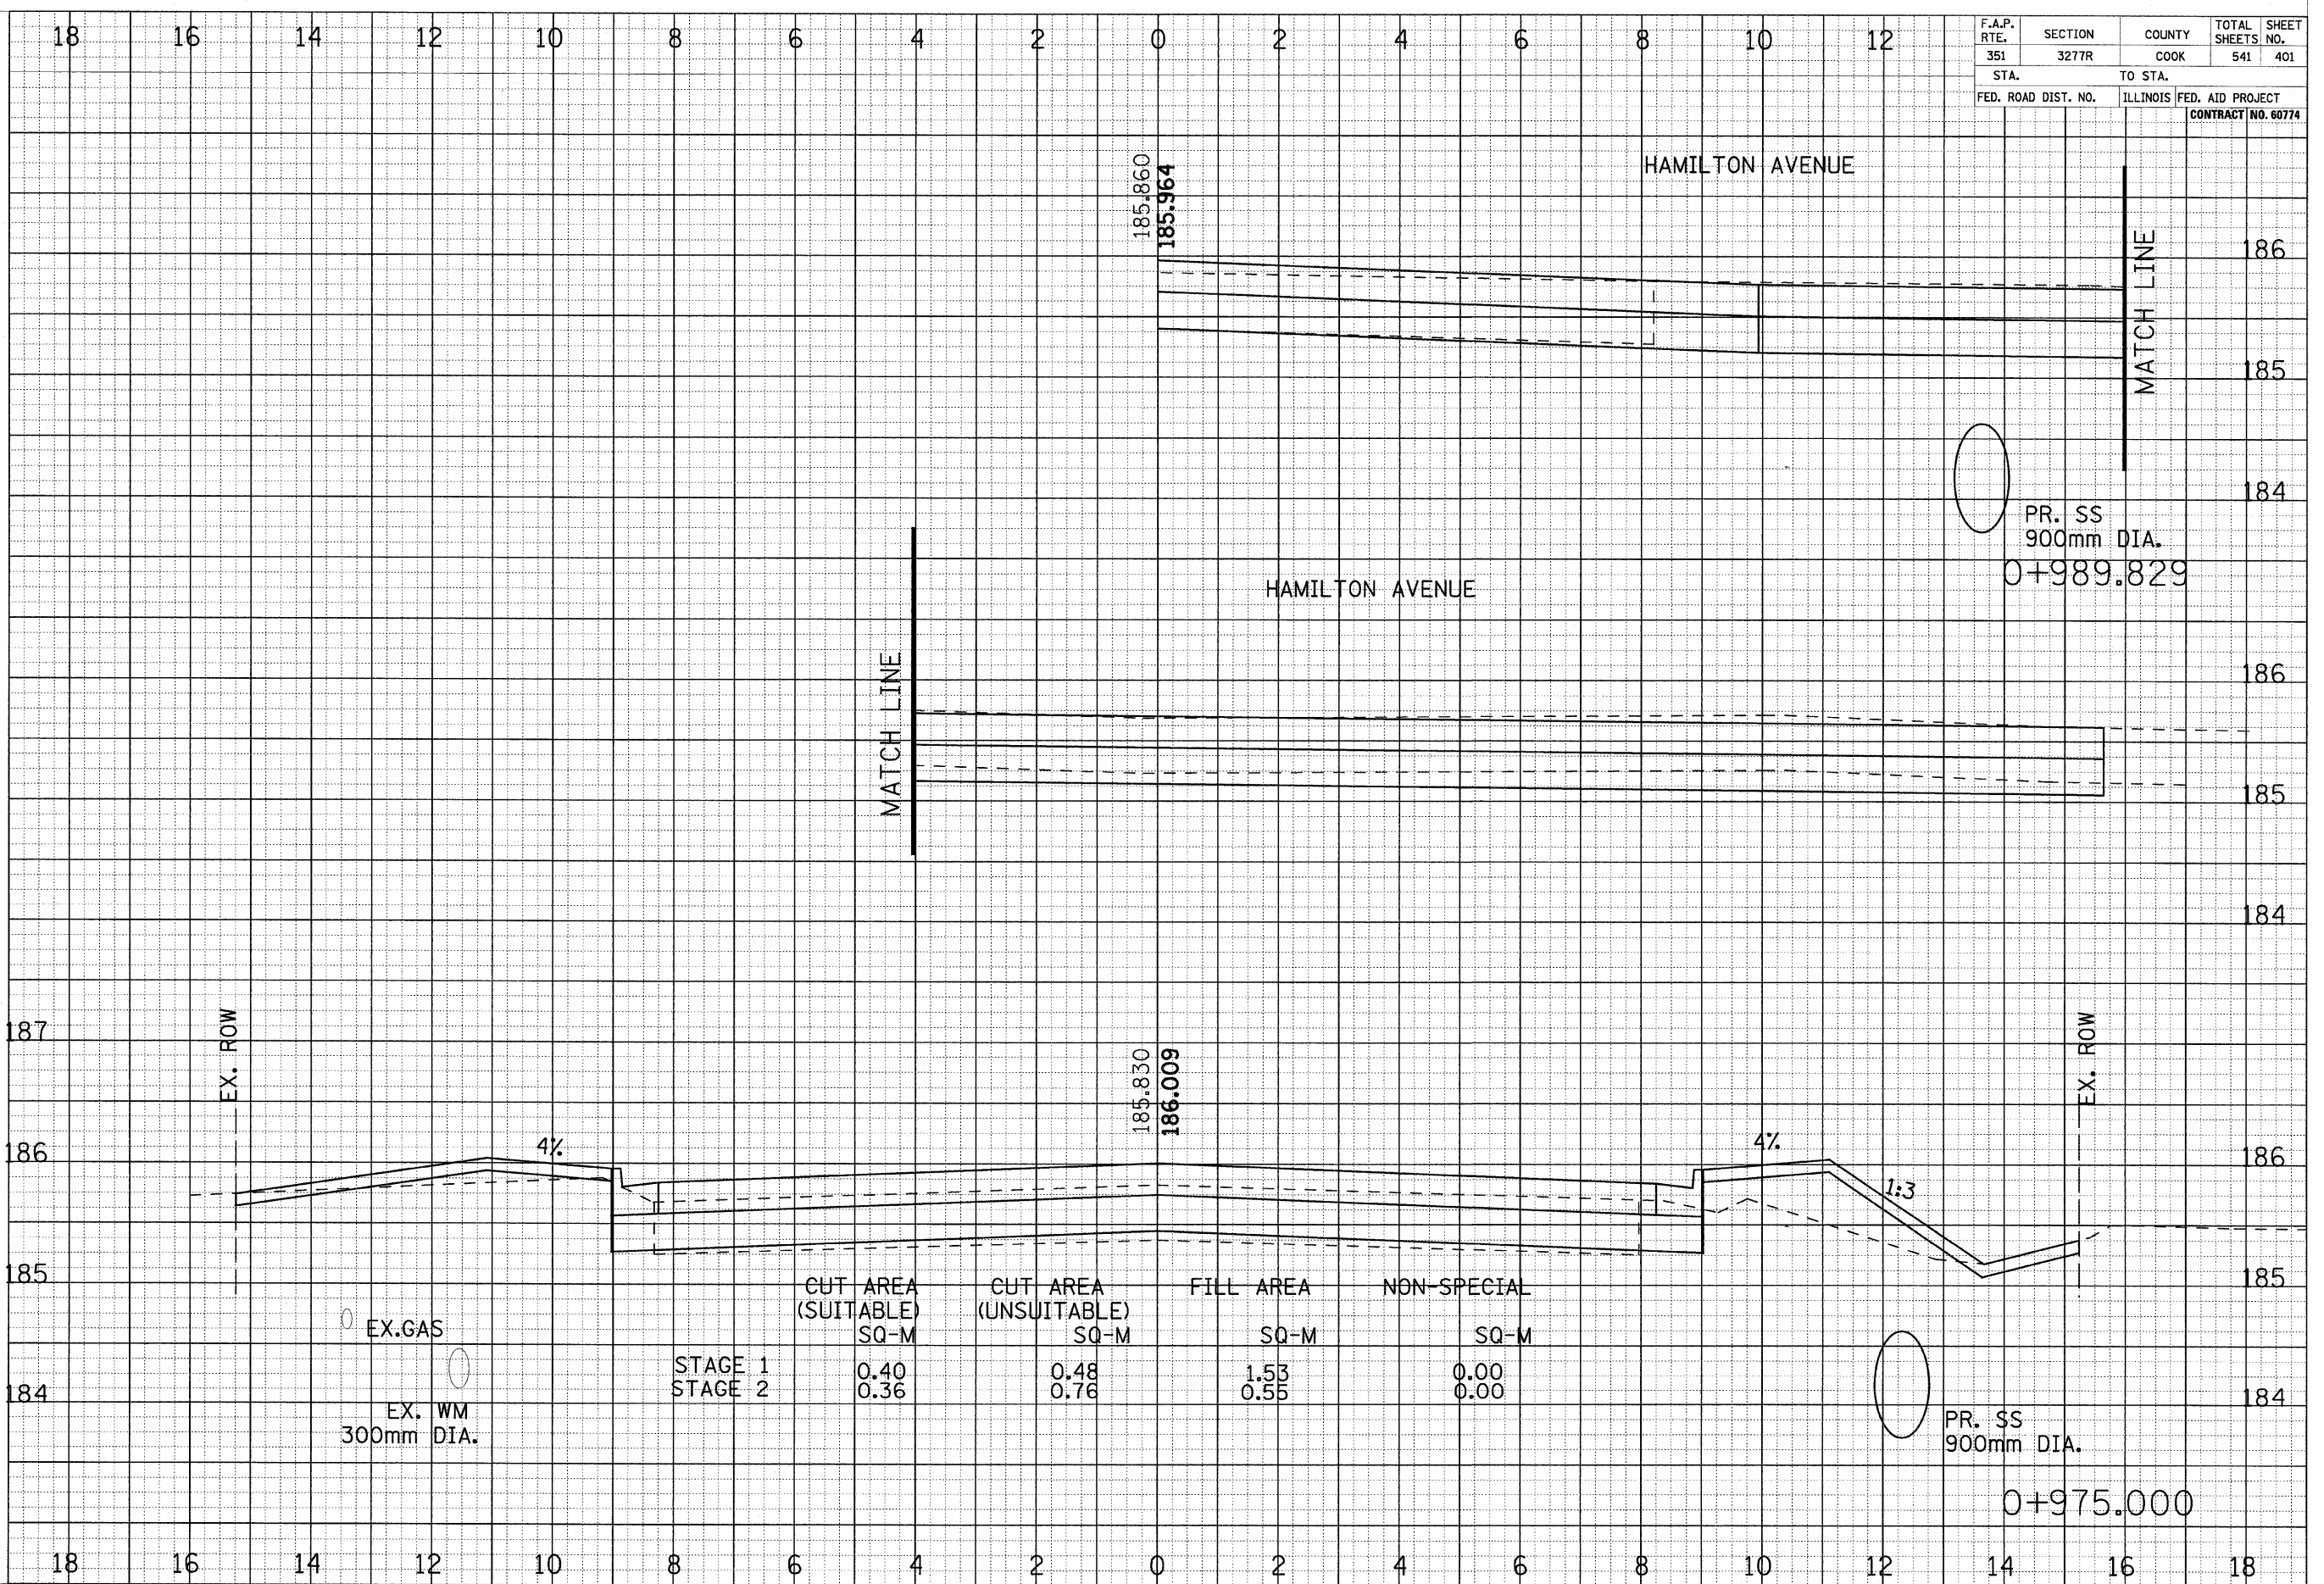 18 16 14 12 10 8 6 4 2 0 2 4 6 8 10 12
F.A.P. RTE. SECTION COUNTY TOTAL SHEETS SHEET NO.
351 3277R COOK 541 401
STA. TO STA.
FED. ROAD DIST. NO. ILLINOIS FED. AID PROJECT
CONTRACT NO. 60774
HAMILTON AVENUE
185.860
185.964
MATCH LINE
186
185
184
PR. SS
900mm DIA.
0+989.829
HAMILTON AVENUE
MATCH LINE
186
185
184
187
EX. ROW
185.830
186.009
EX. ROW
186
4%
4%
186
1:3
185
185
CUT AREA CUT AREA FILL AREA NON-SPECIAL
(SUITABLE) (UNSUITABLE)
SQ-M SQ-M SQ-M SQ-M
EX.GAS
STAGE 1 0.40 0.48 1.53 0.00
STAGE 2 0.36 0.76 0.55 0.00
184
184
EX. WM
300mm DIA.
PR. SS
900mm DIA.
0+975.000
18 16 14 12 10 8 6 4 2 0 2 4 6 8 10 12 14 16 18